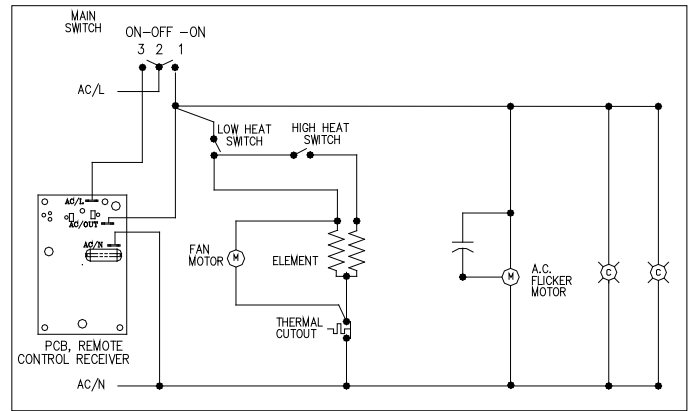 MAIN
SWITCH
ON-OFF -ON
3 2 1
AC/L
LOW HEAT
SWITCH
HIGH HEAT
SWITCH
AC/L
AC/OUT
AC/N
FAN
MOTOR
M
ELEMENT
M
A.C.
FLICKER
MOTOR
C
C
THERMAL
CUTOUT
PCB, REMOTE
CONTROL RECEIVER
AC/N